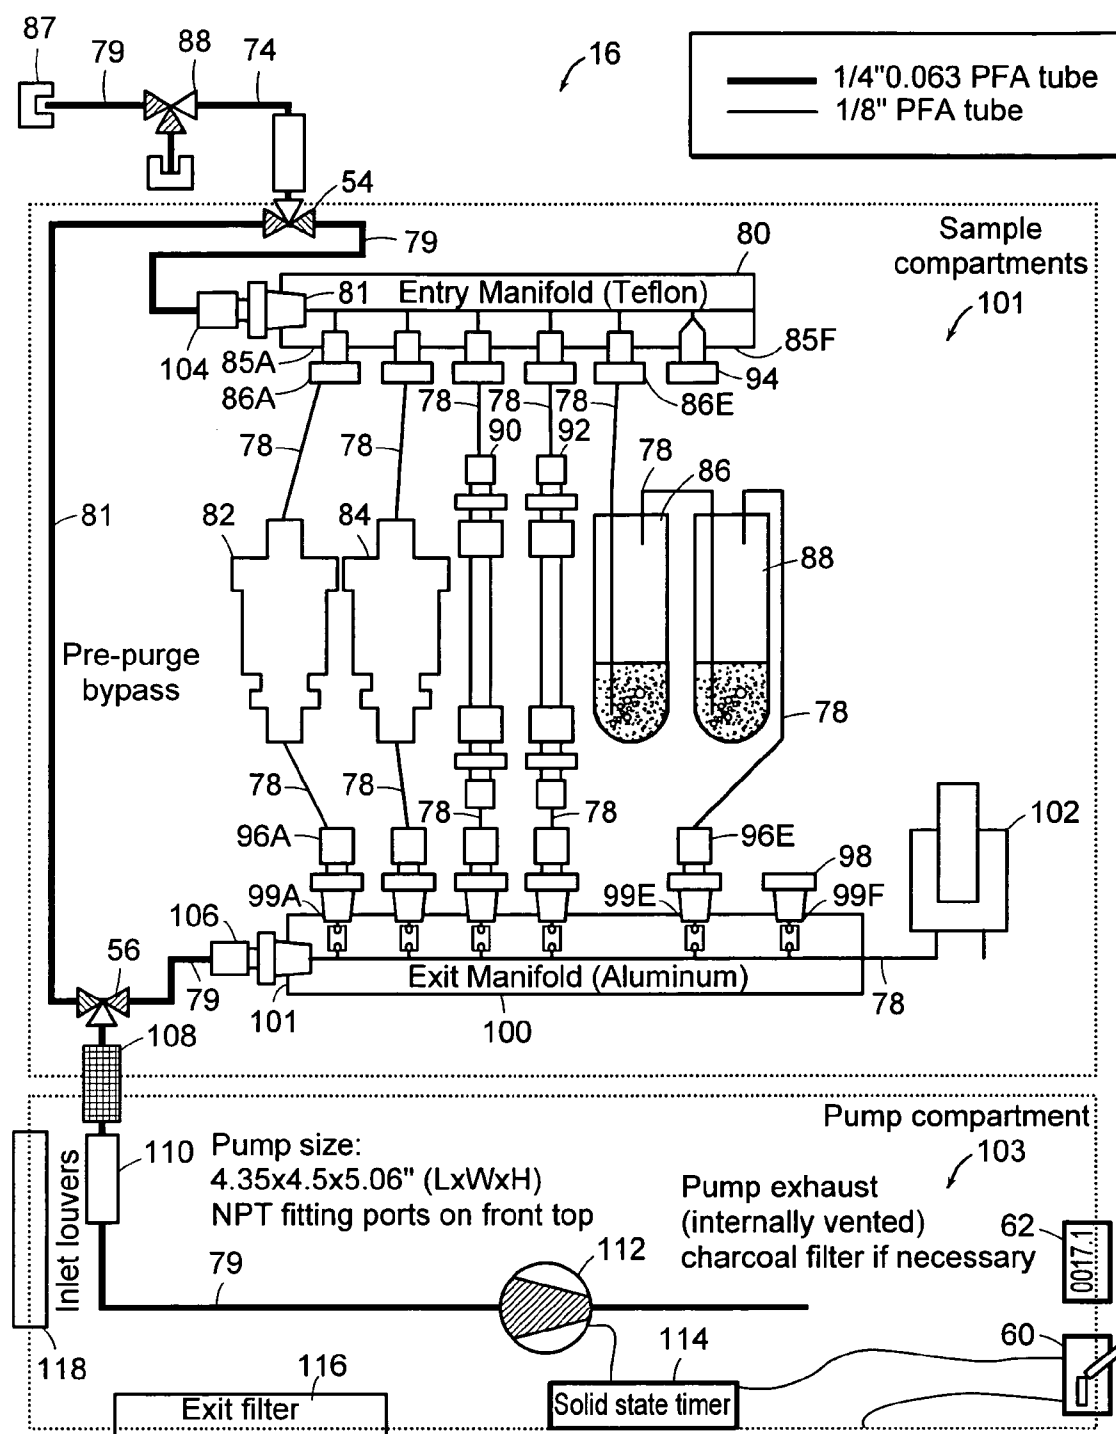 87
79
88
74
16
1/4"0.063 PFA tube
1/8" PFA tube
54
79
80
Sample
compartments
101
81
Entry Manifold (Teflon)
104
85A
85F
86A
78
78
78
86E
94
90
92
78
78
78
86
81
82
84
88
Pre-purge
bypass
78
78
78
78
78
96A
96E
98
102
99A
99E
99F
106
56
79
Exit Manifold (Aluminum)
78
101
100
108
Pump compartment
103
110
Pump size:
4.35x4.5x5.06" (LxWxH)
NPT fitting ports on front top
Pump exhaust
(internally vented)
charcoal filter if necessary
62
0017.1
Inlet louvers
79
112
118
116
114
60
Exit filter
Solid state timer